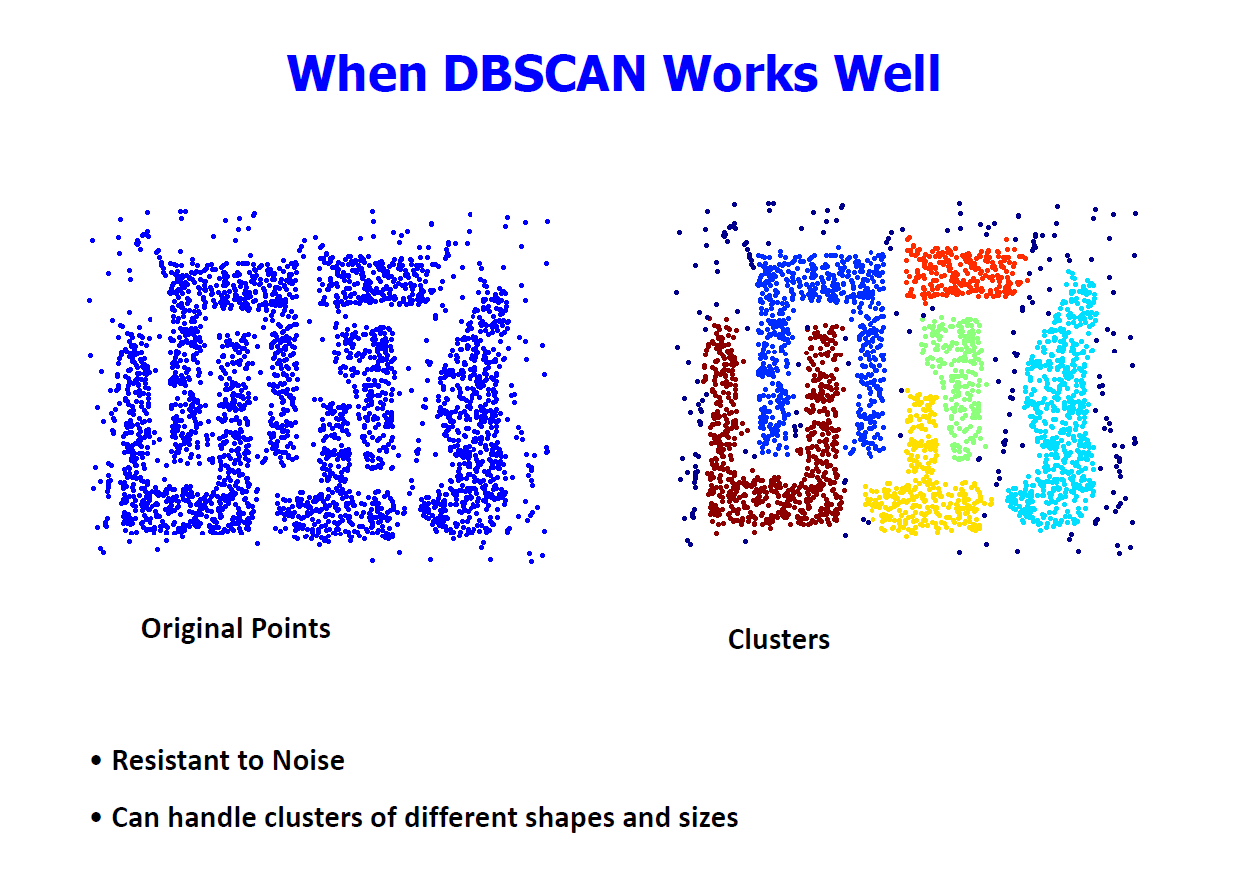 When DBSCAN Works Well
Original Points
Clusters
• Resistant to Noise
• Can handle clusters of different shapes and sizes